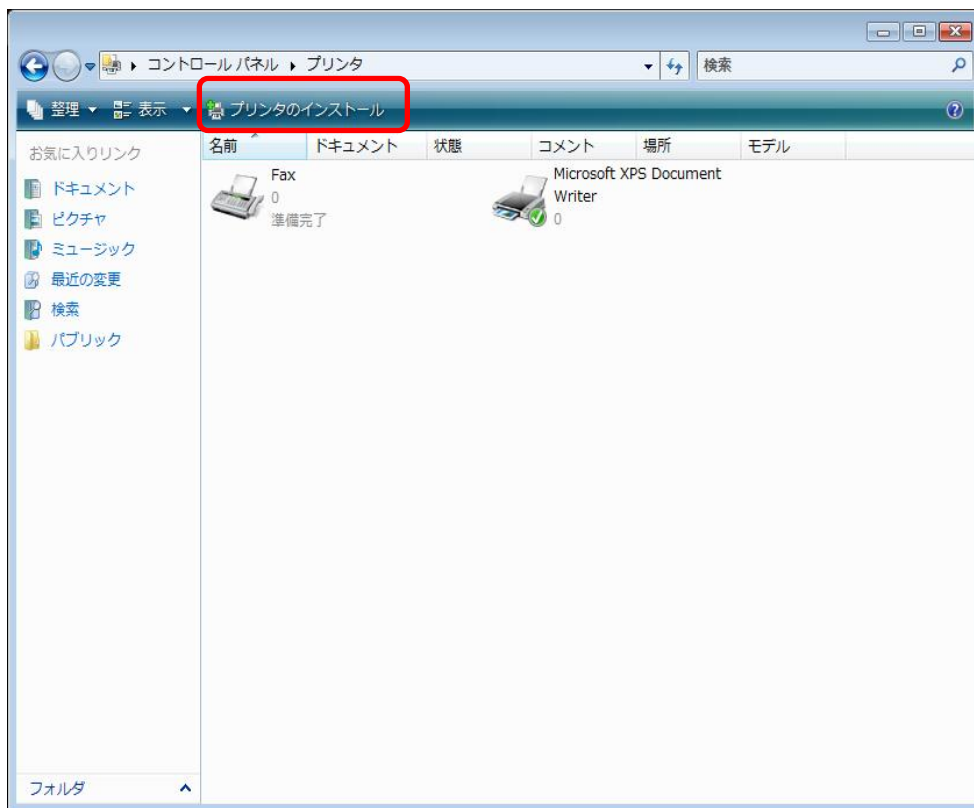 コントロール パネル ▸ プリンタ
検索
整理 表示 プリンタのインストール
お気に入りリンク
ドキュメント
ピクチャ
ミュージック
最近の変更
検索
パブリック
フォルダ
名前 ドキュメント 状態 コメント 場所 モデル
Fax
0
準備完了
Microsoft XPS Document
Writer
0